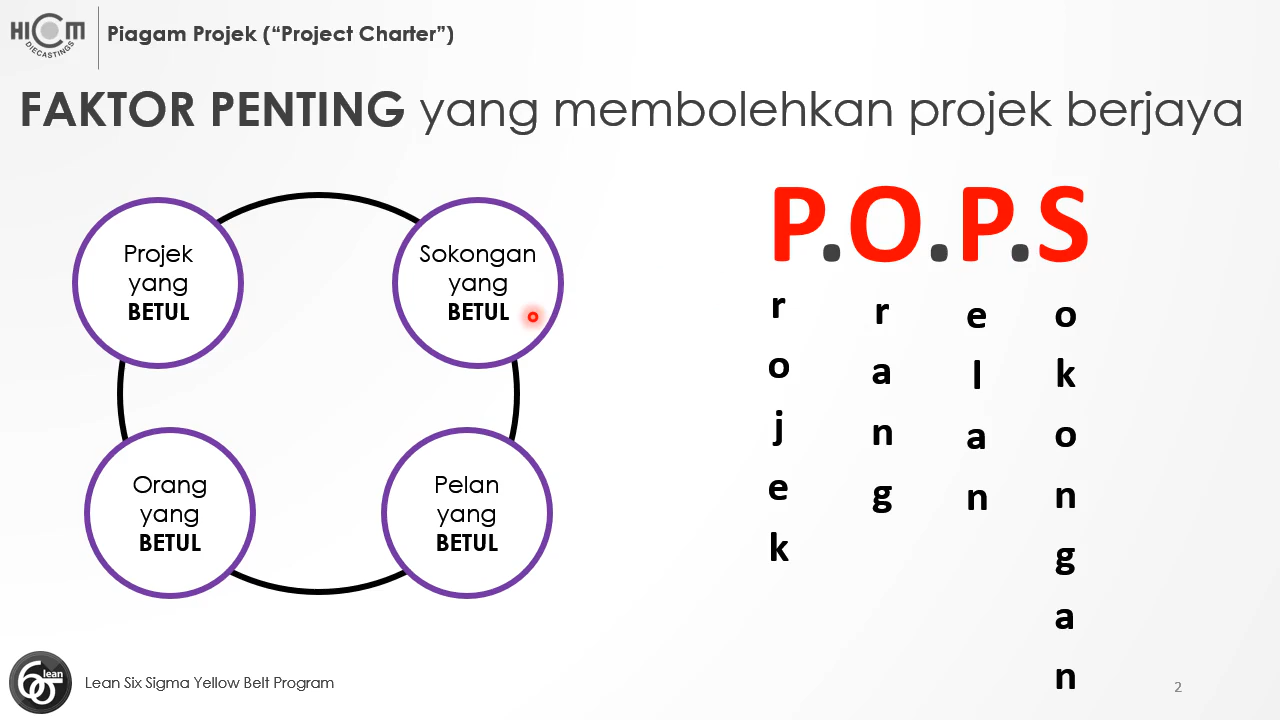 HICM
DIECASTINGS
Piagam Projek (“Project Charter”)
FAKTOR PENTING yang membolehkan projek berjaya
Projek
yang
BETUL
Sokongan
yang
BETUL
Orang
yang
BETUL
Pelan
yang
BETUL
P.O.P.S
r
o
j
e
k
r
a
n
g
e
l
a
n
o
k
o
n
g
a
n
6σ lean
Lean Six Sigma Yellow Belt Program
2